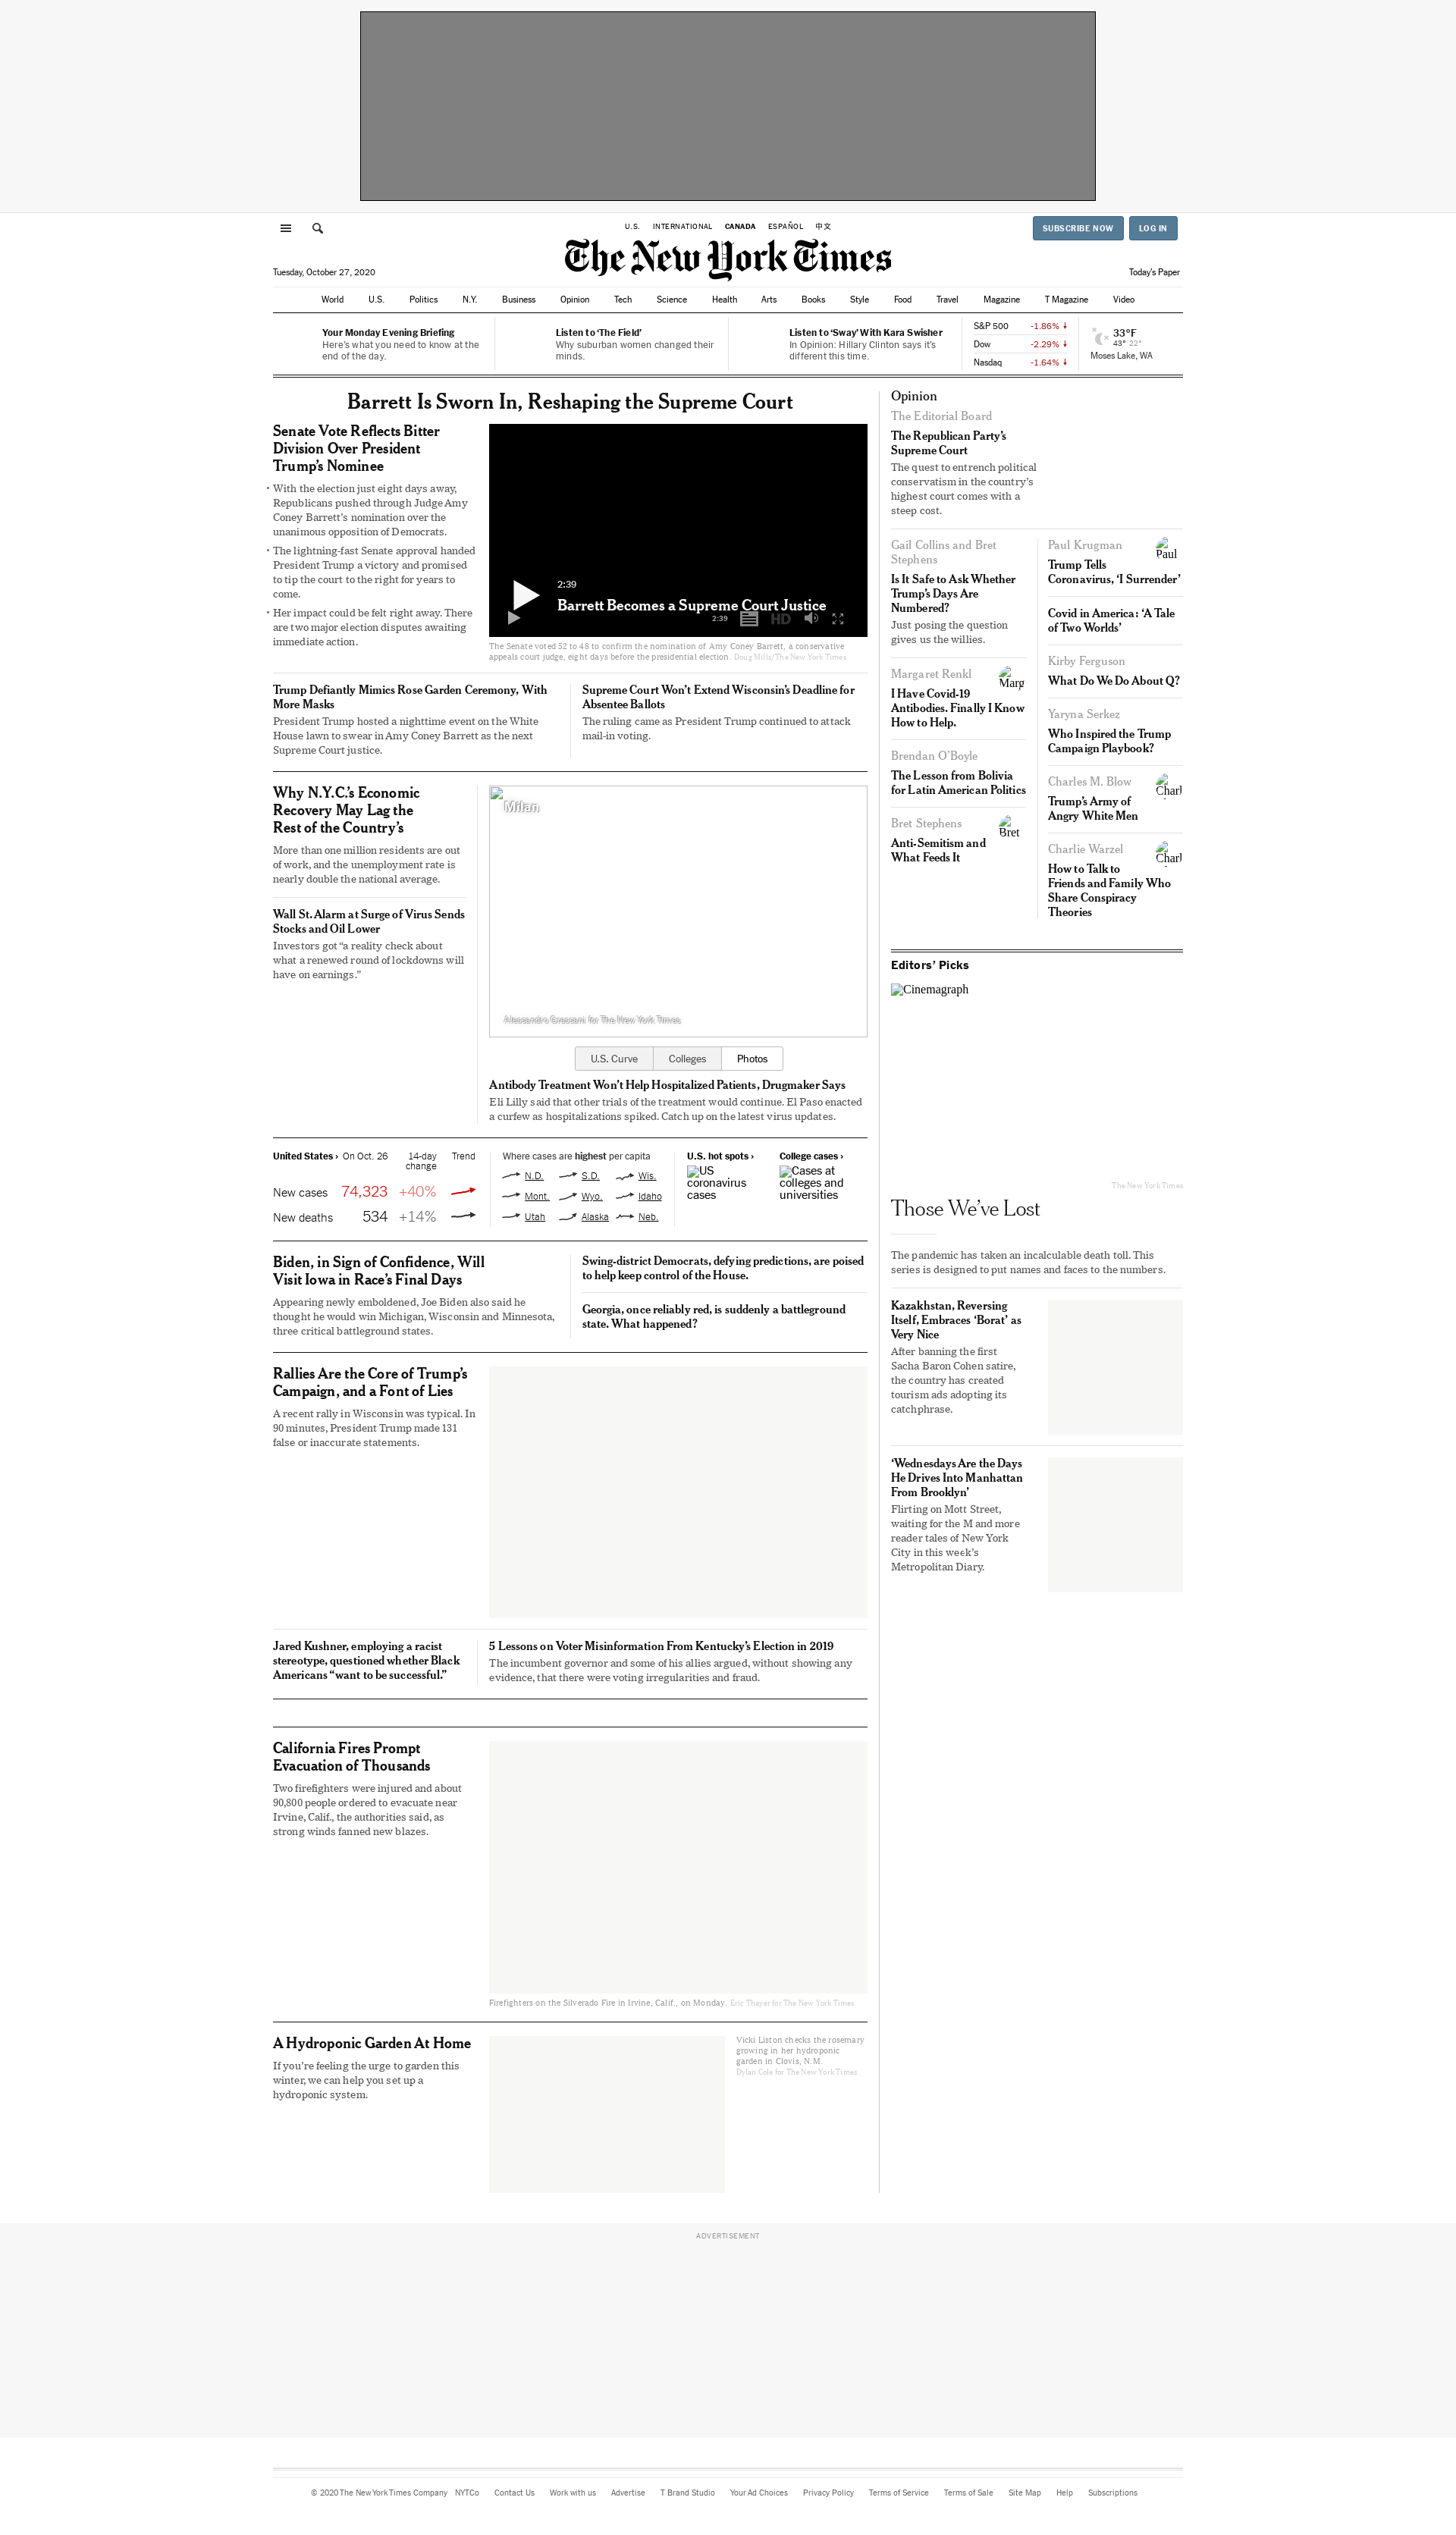 U.S. INTERNATIONAL CANADA ESPAÑOL 中文
SUBSCRIBE NOW LOG IN
The New York Times
Tuesday, October 27, 2020
Today's Paper
World U.S. Politics N.Y. Business Opinion Tech Science Health Arts Books Style Food Travel Magazine T Magazine Video
Your Monday Evening Briefing
Here's what you need to know at the
end of the day.
Listen to 'The Field'
Why suburban women changed their
minds.
Listen to 'Sway' With Kara Swisher
In Opinion: Hillary Clinton says it's
different this time.
S&P 500 -1.86%
Dow -2.29%
Nasdaq -1.64%
33°F
43° 22°
Moses Lake, WA
Barrett Is Sworn In, Reshaping the Supreme Court
Senate Vote Reflects Bitter
Division Over President
Trump's Nominee
• With the election just eight days away,
Republicans pushed through Judge Amy
Coney Barrett's nomination over the
unanimous opposition of Democrats.
• The lightning-fast Senate approval handed
President Trump a victory and promised
to tip the court to the right for years to
come.
• Her impact could be felt right away. There
are two major election disputes awaiting
immediate action.
2:39
Barrett Becomes a Supreme Court Justice
2:39 HD
The Senate voted 52 to 48 to confirm the nomination of Amy Coney Barrett, a conservative
appeals court judge, eight days before the presidential election. Doug Mills/The New York Times
Trump Defiantly Mimics Rose Garden Ceremony, With
More Masks
President Trump hosted a nighttime event on the White
House lawn to swear in Amy Coney Barrett as the next
Supreme Court justice.
Supreme Court Won't Extend Wisconsin's Deadline for
Absentee Ballots
The ruling came as President Trump continued to attack
mail-in voting.
Why N.Y.C.'s Economic
Recovery May Lag the
Rest of the Country's
More than one million residents are out
of work, and the unemployment rate is
nearly double the national average.
Wall St. Alarm at Surge of Virus Sends
Stocks and Oil Lower
Investors got "a reality check about
what a renewed round of lockdowns will
have on earnings."
Milan
Alessandro Grassani for The New York Times
U.S. Curve Colleges Photos
Antibody Treatment Won't Help Hospitalized Patients, Drugmaker Says
Eli Lilly said that other trials of the treatment would continue. El Paso enacted
a curfew as hospitalizations spiked. Catch up on the latest virus updates.
United States › On Oct. 26 14-day
change Trend
New cases 74,323 +40%
New deaths 534 +14%
Where cases are highest per capita
N.D. S.D. Wis.
Mont. Wyo. Idaho
Utah Alaska Neb.
U.S. hot spots ›
US
coronavirus
cases
College cases ›
Cases at
colleges and
universities
Biden, in Sign of Confidence, Will
Visit Iowa in Race's Final Days
Appearing newly emboldened, Joe Biden also said he
thought he would win Michigan, Wisconsin and Minnesota,
three critical battleground states.
Swing-district Democrats, defying predictions, are poised
to help keep control of the House.
Georgia, once reliably red, is suddenly a battleground
state. What happened?
Rallies Are the Core of Trump's
Campaign, and a Font of Lies
A recent rally in Wisconsin was typical. In
90 minutes, President Trump made 131
false or inaccurate statements.
Jared Kushner, employing a racist
stereotype, questioned whether Black
Americans "want to be successful."
5 Lessons on Voter Misinformation From Kentucky's Election in 2019
The incumbent governor and some of his allies argued, without showing any
evidence, that there were voting irregularities and fraud.
California Fires Prompt
Evacuation of Thousands
Two firefighters were injured and about
90,800 people ordered to evacuate near
Irvine, Calif., the authorities said, as
strong winds fanned new blazes.
Firefighters on the Silverado Fire in Irvine, Calif., on Monday. Eric Thayer for The New York Times
A Hydroponic Garden At Home
If you're feeling the urge to garden this
winter, we can help you set up a
hydroponic system.
Vicki Liston checks the rosemary
growing in her hydroponic
garden in Clovis, N.M.
Dylan Cole for The New York Times
Opinion
The Editorial Board
The Republican Party's
Supreme Court
The quest to entrench political
conservatism in the country's
highest court comes with a
steep cost.
Gail Collins and Bret
Stephens
Is It Safe to Ask Whether
Trump's Days Are
Numbered?
Just posing the question
gives us the willies.
Margaret Renkl
Marg
I Have Covid-19
Antibodies. Finally I Know
How to Help.
Brendan O'Boyle
The Lesson from Bolivia
for Latin American Politics
Bret Stephens
Bret
Anti-Semitism and
What Feeds It
Paul Krugman
Paul
Trump Tells
Coronavirus, 'I Surrender'
Covid in America: 'A Tale
of Two Worlds'
Kirby Ferguson
What Do We Do About Q?
Yaryna Serkez
Who Inspired the Trump
Campaign Playbook?
Charles M. Blow
Charl
Trump's Army of
Angry White Men
Charlie Warzel
Charl
How to Talk to
Friends and Family Who
Share Conspiracy
Theories
Editors' Picks
Cinemagraph
The New York Times
Those We've Lost
The pandemic has taken an incalculable death toll. This
series is designed to put names and faces to the numbers.
Kazakhstan, Reversing
Itself, Embraces 'Borat' as
Very Nice
After banning the first
Sacha Baron Cohen satire,
the country has created
tourism ads adopting its
catchphrase.
'Wednesdays Are the Days
He Drives Into Manhattan
From Brooklyn'
Flirting on Mott Street,
waiting for the M and more
reader tales of New York
City in this week's
Metropolitan Diary.
ADVERTISEMENT
© 2020 The New York Times Company NYTCo Contact Us Work with us Advertise T Brand Studio Your Ad Choices Privacy Policy Terms of Service Terms of Sale Site Map Help Subscriptions